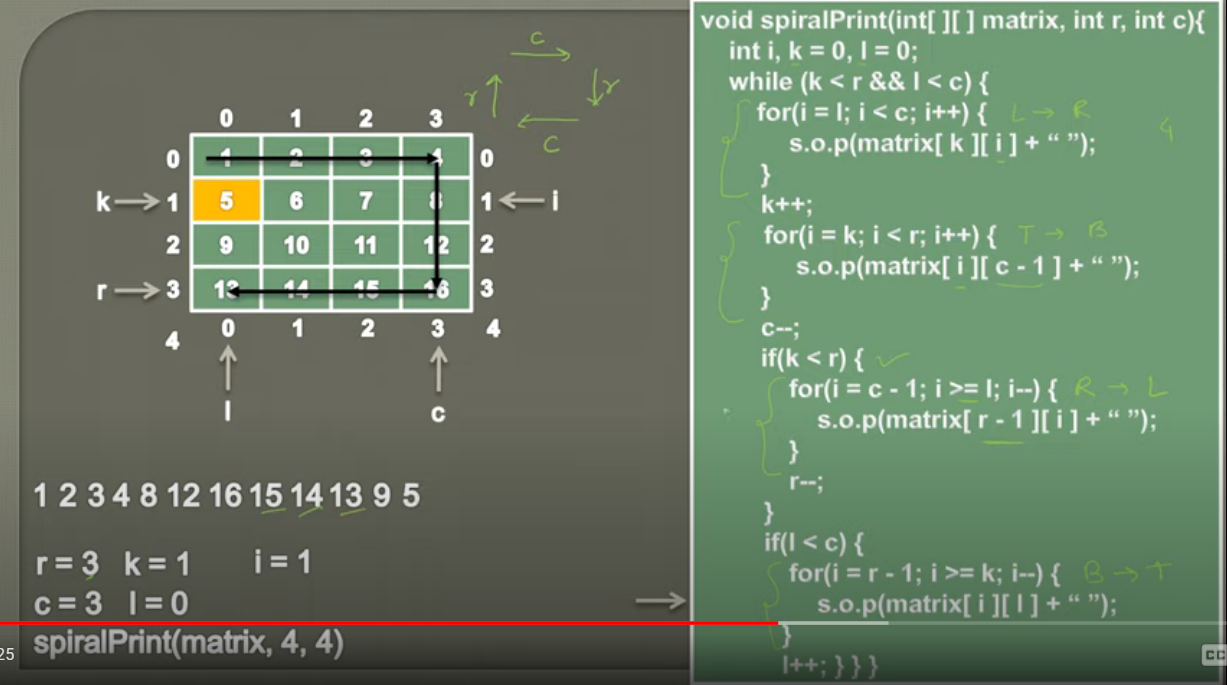 c
r r
C
0 1 2 3
0 1 2 3 4 0
k 1 5 6 7 8 1 i
2 9 10 11 12 2
r 3 13 14 15 16 3
4 0 1 2 3 4
l c
1 2 3 4 8 12 16 15 14 13 9 5
r = 3 k = 1 i = 1
c = 3 l = 0
spiralPrint(matrix, 4, 4)
25
void spiralPrint(int[ ][ ] matrix, int r, int c){
int i, k = 0, l = 0;
while (k < r && l < c) {
for(i = l; i < c; i++) { L → R
s.o.p(matrix[ k ][ i ] + “ ”);
}
k++;
for(i = k; i < r; i++) { T → B
s.o.p(matrix[ i ][ c - 1 ] + “ ”);
}
c--;
if(k < r) {
for(i = c - 1; i >= l; i--) { R → L
s.o.p(matrix[ r - 1 ][ i ] + “ ”);
}
r--;
}
if(l < c) {
for(i = r - 1; i >= k; i--) { B → T
s.o.p(matrix[ i ][ l ] + “ ”);
}
l++; } } }
CC